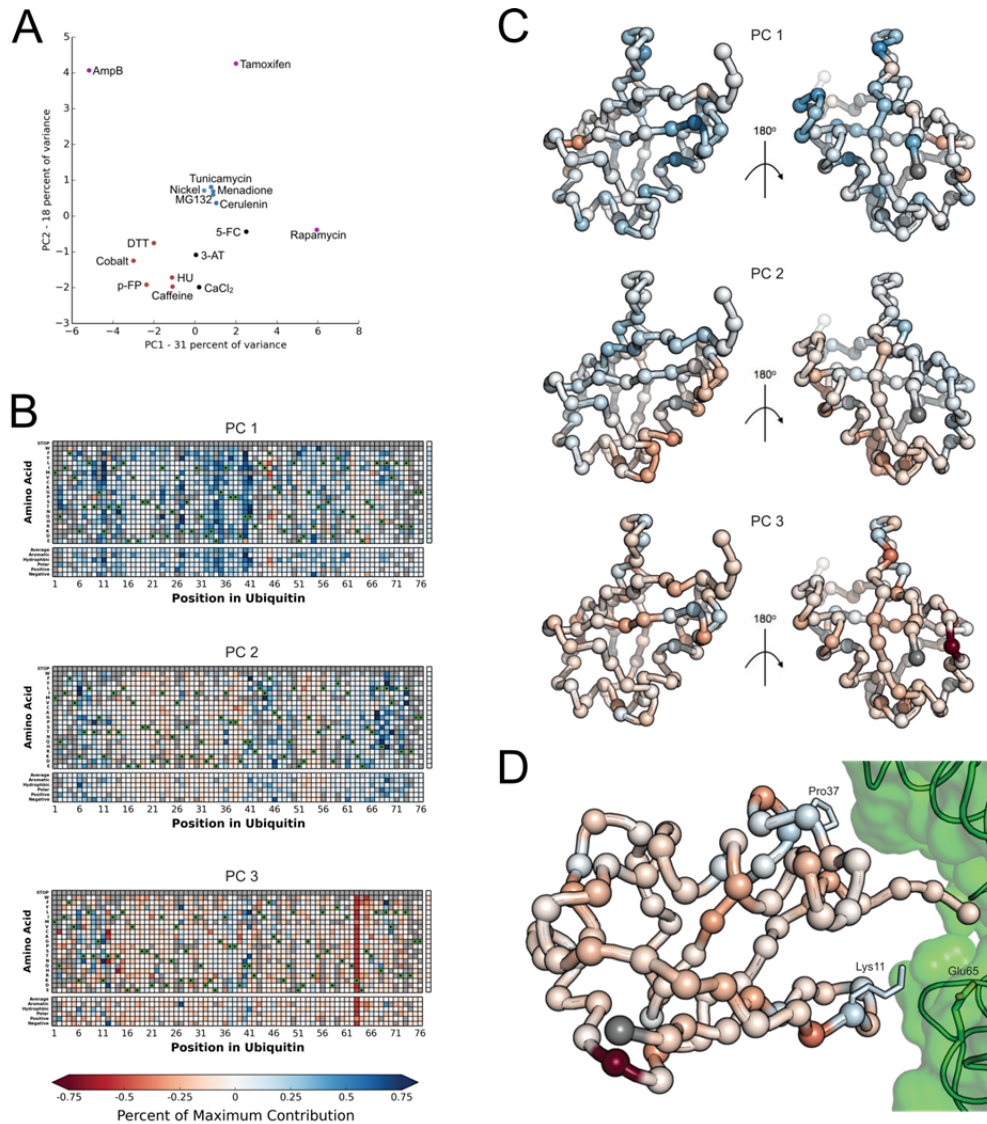 A
PC2 - 18 percent of variance
5
4
3
2
1
0
−1
−2
−3
AmpB
Tamoxifen
Tunicamycin
Nickel
Menadione
MG132
Cerulenin
5-FC
Rapamycin
DTT
3-AT
Cobalt
HU
p-FP
Caffeine
CaCl₂
−6 −4 −2 0 2 4 6 8
PC1 - 31 percent of variance
B
PC 1
Amino Acid
STOP
W
F
Y
L
I
M
V
C
A
G
P
S
T
N
Q
H
R
K
D
E
Average
Aromatic
Hydrophobic
Polar
Positive
Negative
1 6 11 16 21 26 31 36 41 46 51 56 61 66 71 76
Position in Ubiquitin
PC 2
Amino Acid
STOP
W
F
Y
L
I
M
V
C
A
G
P
S
T
N
Q
H
R
K
D
E
Average
Aromatic
Hydrophobic
Polar
Positive
Negative
1 6 11 16 21 26 31 36 41 46 51 56 61 66 71 76
Position in Ubiquitin
PC 3
Amino Acid
STOP
W
F
Y
L
I
M
V
C
A
G
P
S
T
N
Q
H
R
K
D
E
Average
Aromatic
Hydrophobic
Polar
Positive
Negative
1 6 11 16 21 26 31 36 41 46 51 56 61 66 71 76
Position in Ubiquitin
-0.75 -0.5 -0.25 0 0.25 0.5 0.75
Percent of Maximum Contribution
C
PC 1
180°
PC 2
180°
PC 3
180°
D
Pro37
Lys11
Glu65